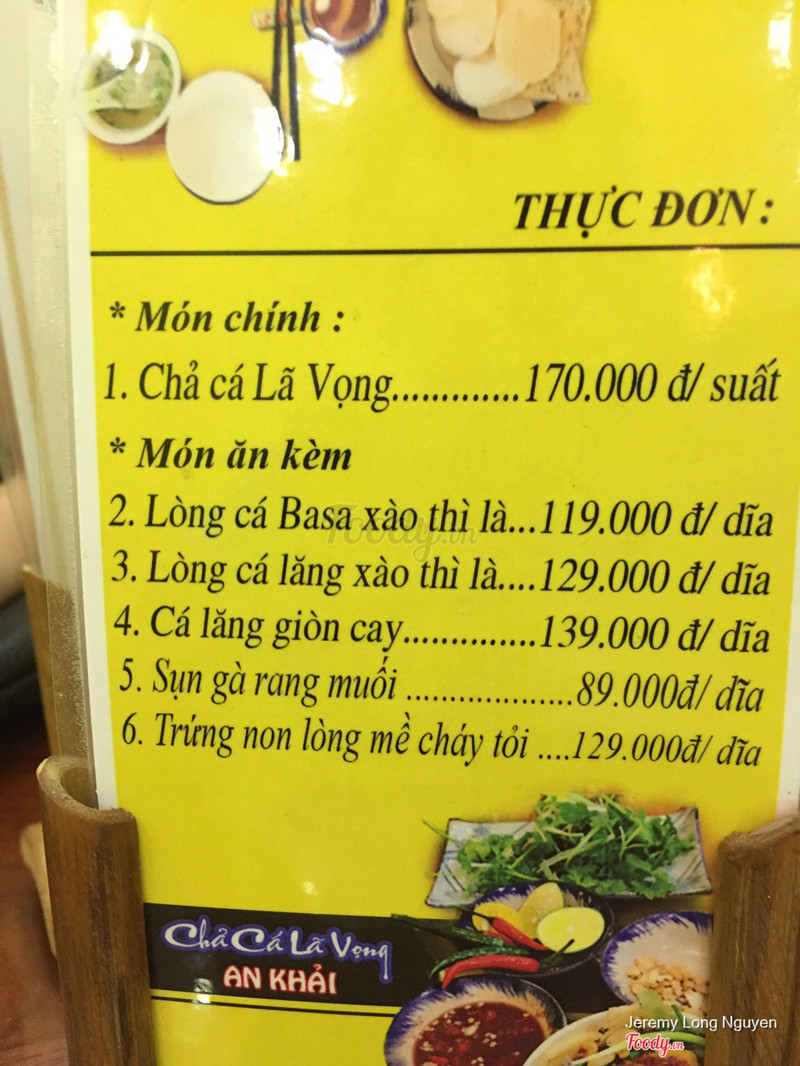 THỰC ĐƠN :
* Món chính :
1. Chả cá Lã Vọng.............170.000 đ/ suất
* Món ăn kèm
2. Lòng cá Basa xào thì là...119.000 đ/ dĩa
3. Lòng cá lăng xào thì là....129.000 đ/ dĩa
4. Cá lăng giòn cay..............139.000 đ/ dĩa
5. Sụn gà rang muối ...................89.000đ/ dĩa
6. Trứng non lòng mề cháy tỏi ....129.000đ/ dĩa
Foody.vn
Chả Cá Lã Vọng
AN KHẢI
Jeremy Long Nguyen
Foody.vn